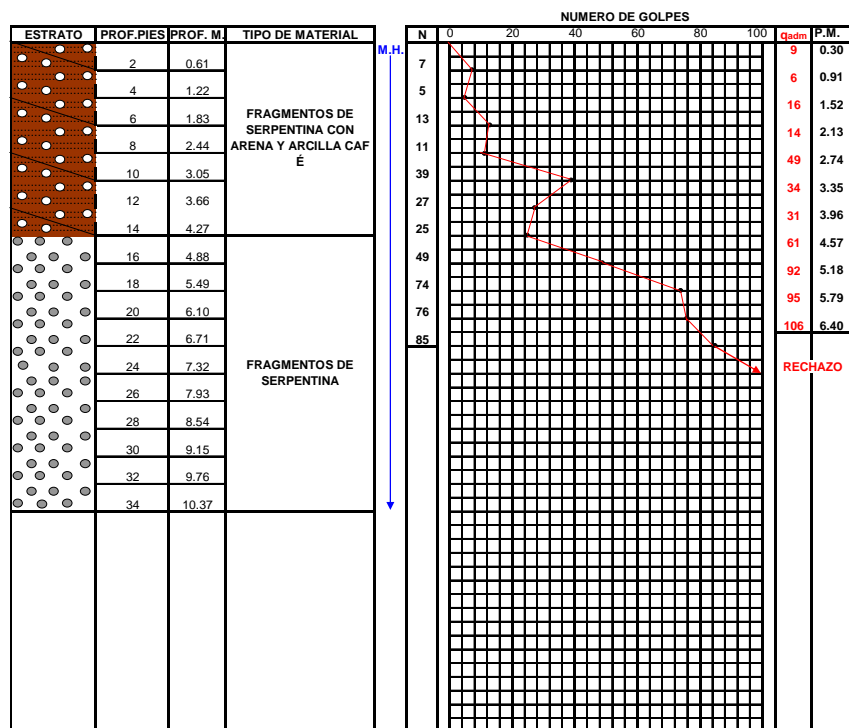 NUMERO DE GOLPES
ESTRATO PROF.PIES PROF. M. TIPO DE MATERIAL N 0 20 40 60 80 100 qadm P.M.
M.H.
9 0.30
2 0.61 7
6 0.91
4 1.22 5
16 1.52
6 1.83 13
14 2.13
8 2.44 11
49 2.74
10 3.05 39
34 3.35
12 3.66 27
31 3.96
14 4.27 25
61 4.57
16 4.88 49
92 5.18
18 5.49 74
95 5.79
20 6.10 76
106 6.40
22 6.71 85
24 7.32 RECHAZO
26 7.93
28 8.54
30 9.15
32 9.76
34 10.37
FRAGMENTOS DE
SERPENTINA CON
ARENA Y ARCILLA CAF
É
FRAGMENTOS DE
SERPENTINA